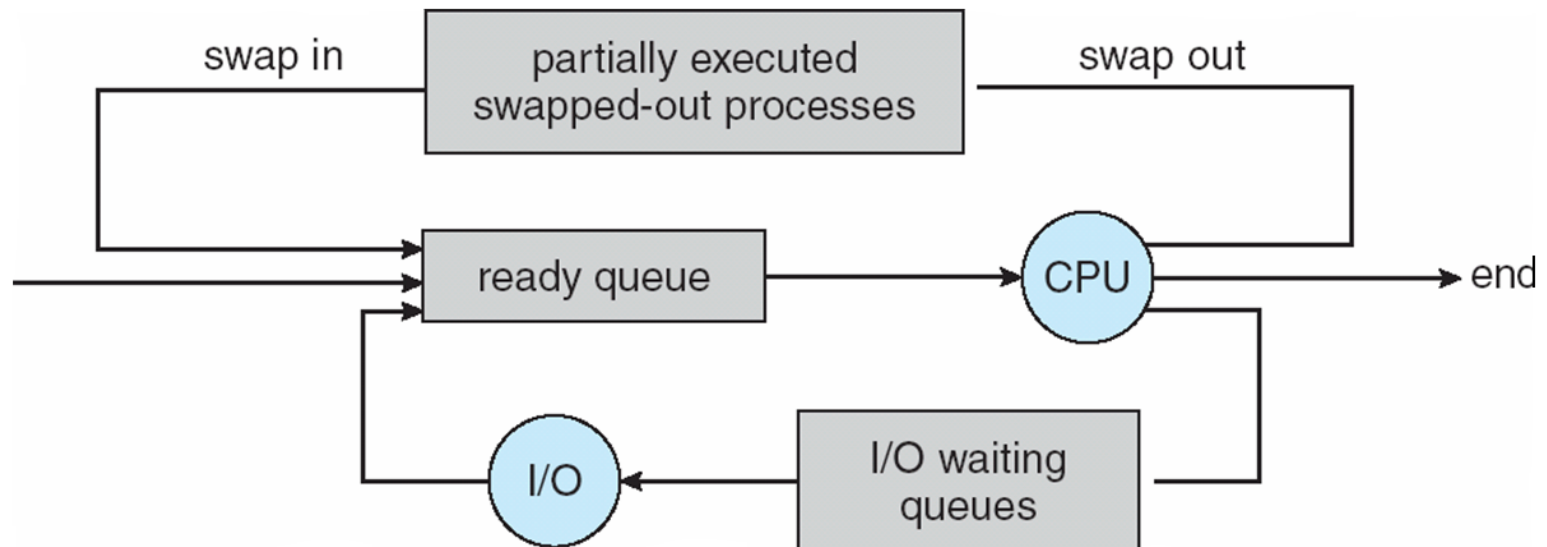 swap in
partially executed
swapped-out processes
swap out
ready queue
CPU
end
I/O
I/O waiting
queues